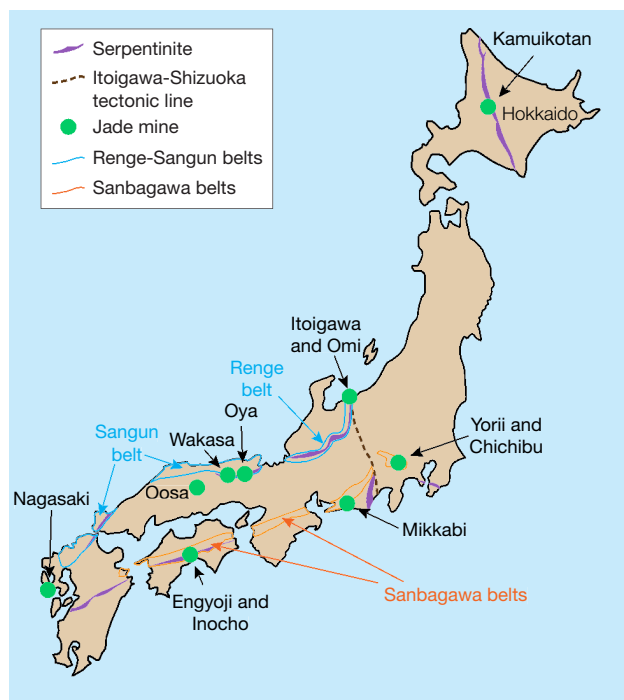 Serpentinite
Itoigawa-Shizuoka
tectonic line
Jade mine
Renge-Sangun belts
Sanbagawa belts
Kamuikotan
Hokkaido
Itoigawa
and Omi
Renge
belt
Oya
Wakasa
Sangun
belt
Oosa
Nagasaki
Yorii and
Chichibu
Mikkabi
Engyoji and
Inocho
Sanbagawa belts